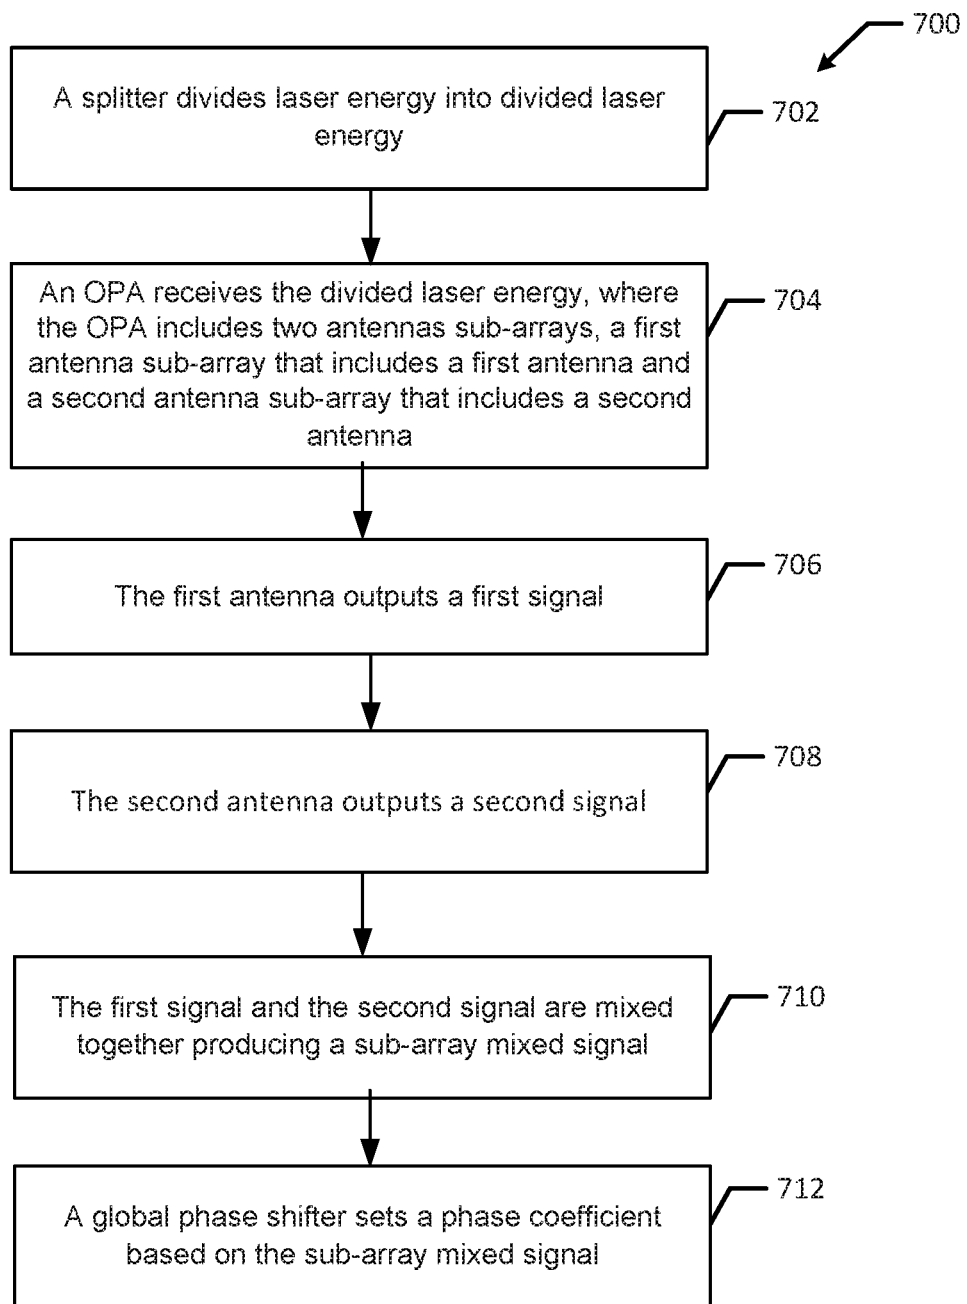 700
A splitter divides laser energy into divided laser
energy
702
An OPA receives the divided laser energy, where
the OPA includes two antennas sub-arrays, a first
antenna sub-array that includes a first antenna and
a second antenna sub-array that includes a second
antenna
704
The first antenna outputs a first signal
706
The second antenna outputs a second signal
708
The first signal and the second signal are mixed
together producing a sub-array mixed signal
710
A global phase shifter sets a phase coefficient
based on the sub-array mixed signal
712